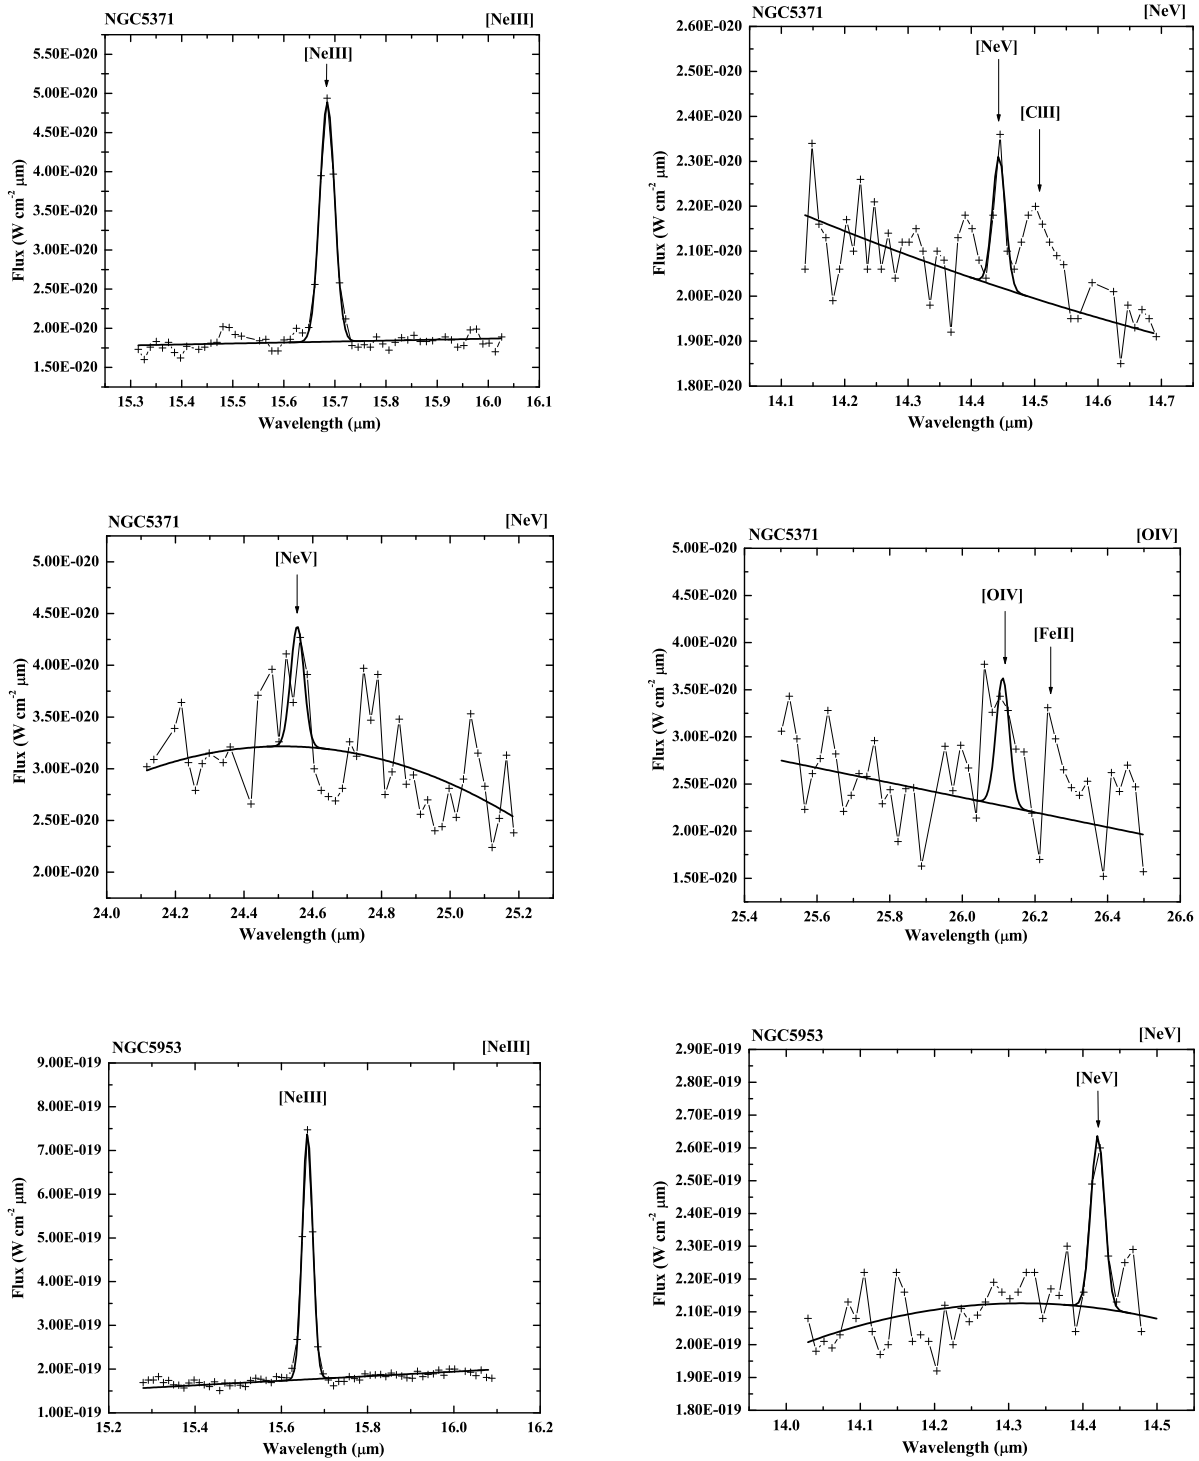 NGC5371 [NeIII]
[NeIII]
5.50E-020
5.00E-020
4.50E-020
4.00E-020
3.50E-020
3.00E-020
2.50E-020
2.00E-020
1.50E-020
Flux (W cm-2 μm)
15.3 15.4 15.5 15.6 15.7 15.8 15.9 16.0 16.1
Wavelength (μm)
NGC5371 [NeV]
[NeV]
[ClII]
2.60E-020
2.50E-020
2.40E-020
2.30E-020
2.20E-020
2.10E-020
2.00E-020
1.90E-020
1.80E-020
Flux (W cm-2 μm)
14.1 14.2 14.3 14.4 14.5 14.6 14.7
Wavelength (μm)
NGC5371 [NeV]
[NeV]
5.00E-020
4.50E-020
4.00E-020
3.50E-020
3.00E-020
2.50E-020
2.00E-020
Flux (W cm-2 μm)
24.0 24.2 24.4 24.6 24.8 25.0 25.2
Wavelength (μm)
NGC5371 [OIV]
[OIV]
[FeII]
5.00E-020
4.50E-020
4.00E-020
3.50E-020
3.00E-020
2.50E-020
2.00E-020
1.50E-020
Flux (W cm-2 μm)
25.4 25.6 25.8 26.0 26.2 26.4 26.6
Wavelength (μm)
NGC5953 [NeIII]
[NeIII]
9.00E-019
8.00E-019
7.00E-019
6.00E-019
5.00E-019
4.00E-019
3.00E-019
2.00E-019
1.00E-019
Flux (W cm-2 μm)
15.2 15.4 15.6 15.8 16.0 16.2
Wavelength (μm)
NGC5953 [NeV]
[NeV]
2.90E-019
2.80E-019
2.70E-019
2.60E-019
2.50E-019
2.40E-019
2.30E-019
2.20E-019
2.10E-019
2.00E-019
1.90E-019
1.80E-019
Flux (W cm-2 μm)
14.0 14.1 14.2 14.3 14.4 14.5
Wavelength (μm)